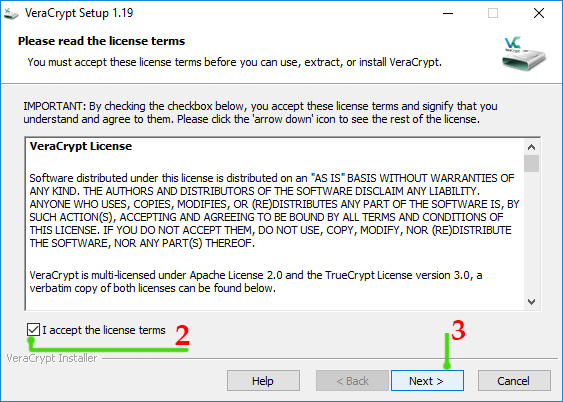 VeraCrypt Setup 1.19
Please read the license terms
You must accept these license terms before you can use, extract, or install VeraCrypt.
VC
IMPORTANT: By checking the checkbox below, you accept these license terms and signify that you
understand and agree to them. Please click the 'arrow down' icon to see the rest of the license.
VeraCrypt License
Software distributed under this license is distributed on an "AS IS" BASIS WITHOUT WARRANTIES OF
ANY KIND. THE AUTHORS AND DISTRIBUTORS OF THE SOFTWARE DISCLAIM ANY LIABILITY.
ANYONE WHO USES, COPIES, MODIFIES, OR (RE)DISTRIBUTES ANY PART OF THE SOFTWARE IS, BY
SUCH ACTION(S), ACCEPTING AND AGREEING TO BE BOUND BY ALL TERMS AND CONDITIONS OF
THIS LICENSE. IF YOU DO NOT ACCEPT THEM, DO NOT USE, COPY, MODIFY, NOR (RE)DISTRIBUTE
THE SOFTWARE, NOR ANY PART(S) THEREOF.
VeraCrypt is multi-licensed under Apache License 2.0 and the TrueCrypt License version 3.0, a
verbatim copy of both licenses can be found below.
I accept the license terms 2
3
VeraCrypt Installer
Help < Back Next > Cancel